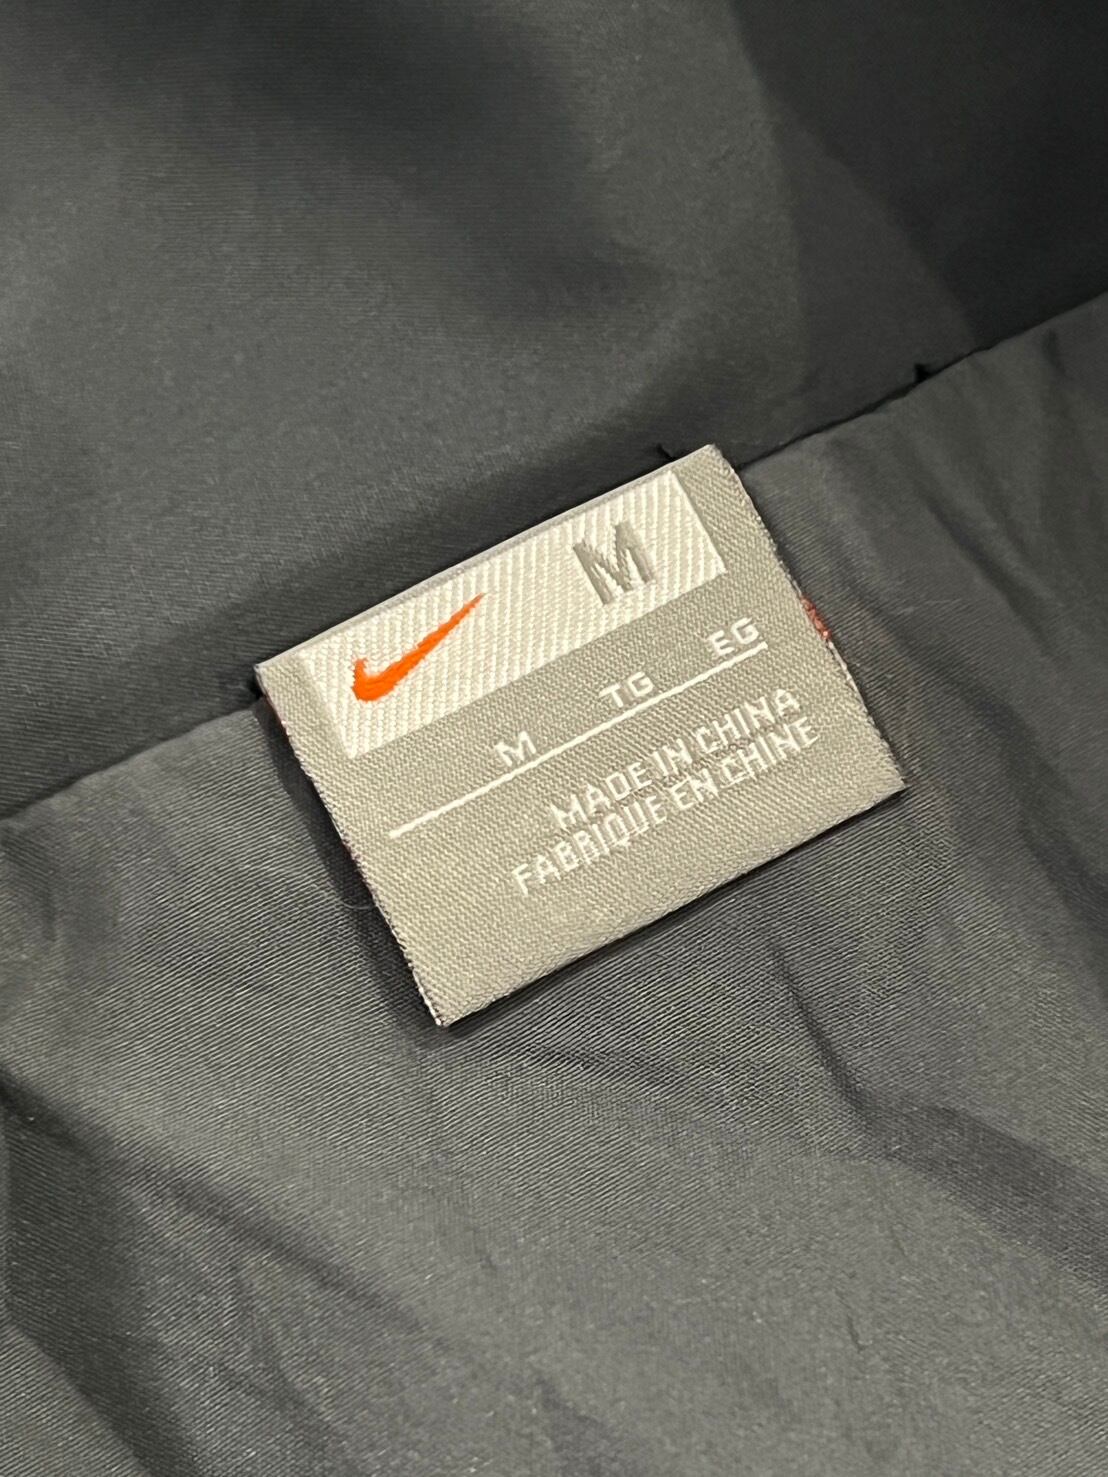 M
M TG EG
MADE IN CHINA
FABRIQUE EN CHINE